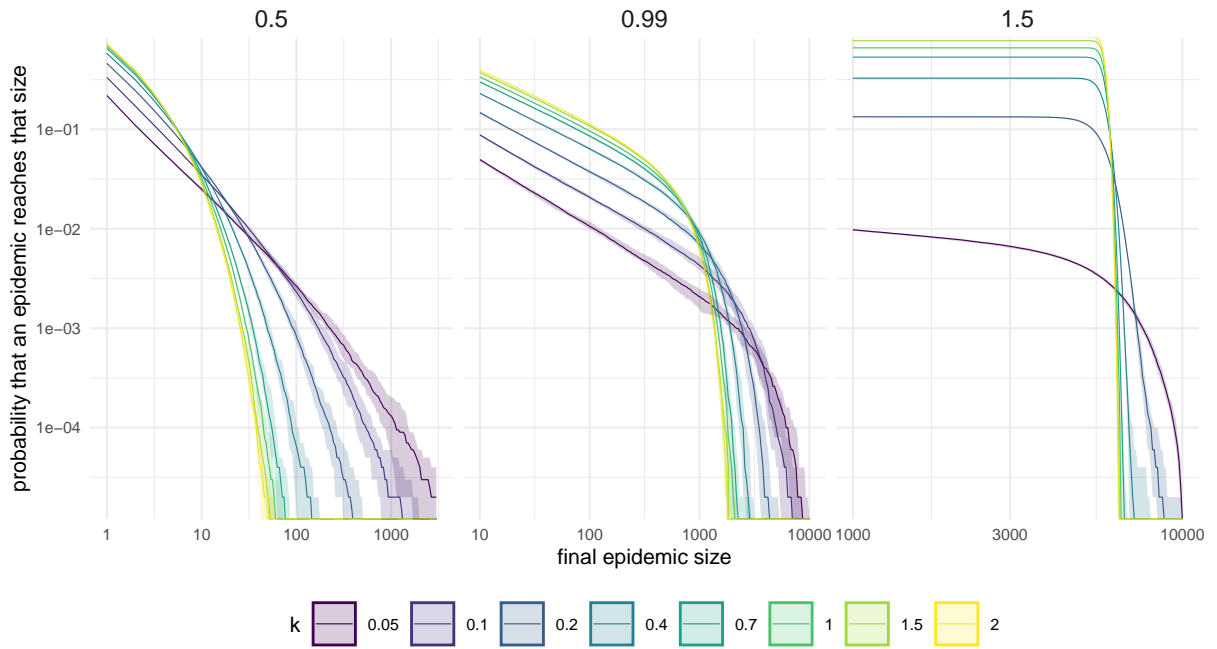 0.5 0.99 1.5
probability that an epidemic reaches that size
1e−01
1e−02
1e−03
1e−04
1 10 100 1000 10 100 1000 10000 1000 3000 10000
final epidemic size
k 0.05 0.1 0.2 0.4 0.7 1 1.5 2